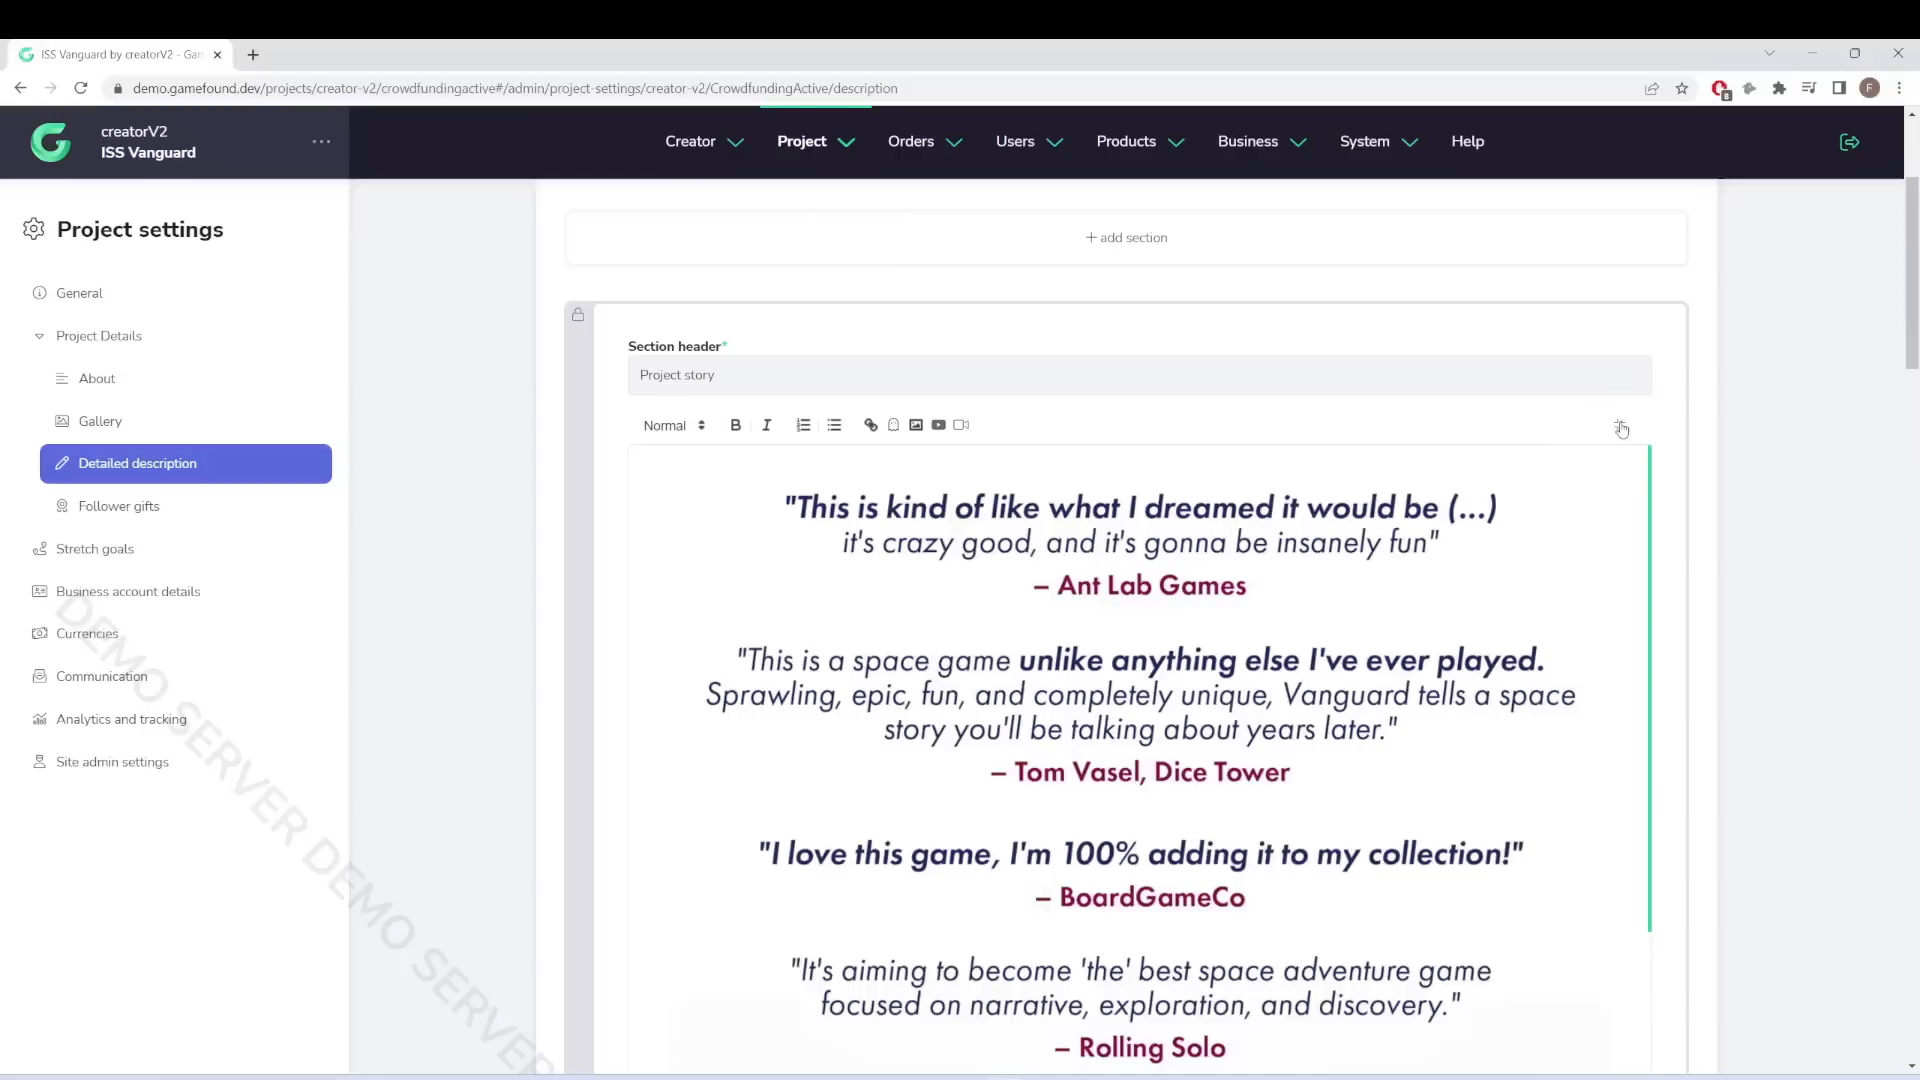 ISS Vanguard by creatorV2 - Gam
demo.gamefound.dev/projects/creator-v2/crowdfundingactive#/admin/project-settings/creator-v2/CrowdfundingActive/description
8
F
creatorV2
ISS Vanguard
Creator
Project
Orders
Users
Products
Business
System
Help
Project settings
General
Project Details
About
Gallery
Detailed description
Follower gifts
Stretch goals
Business account details
Currencies
Communication
Analytics and tracking
Site admin settings
DEMO SERVER DEMO SERVER
+ add section
Section header*
Project story
Normal
B
I
"This is kind of like what I dreamed it would be (...)
it's crazy good, and it's gonna be insanely fun"
– Ant Lab Games
"This is a space game unlike anything else I've ever played.
Sprawling, epic, fun, and completely unique, Vanguard tells a space
story you'll be talking about years later."
– Tom Vasel, Dice Tower
"I love this game, I'm 100% adding it to my collection!"
– BoardGameCo
"It's aiming to become 'the' best space adventure game
focused on narrative, exploration, and discovery."
– Rolling Solo